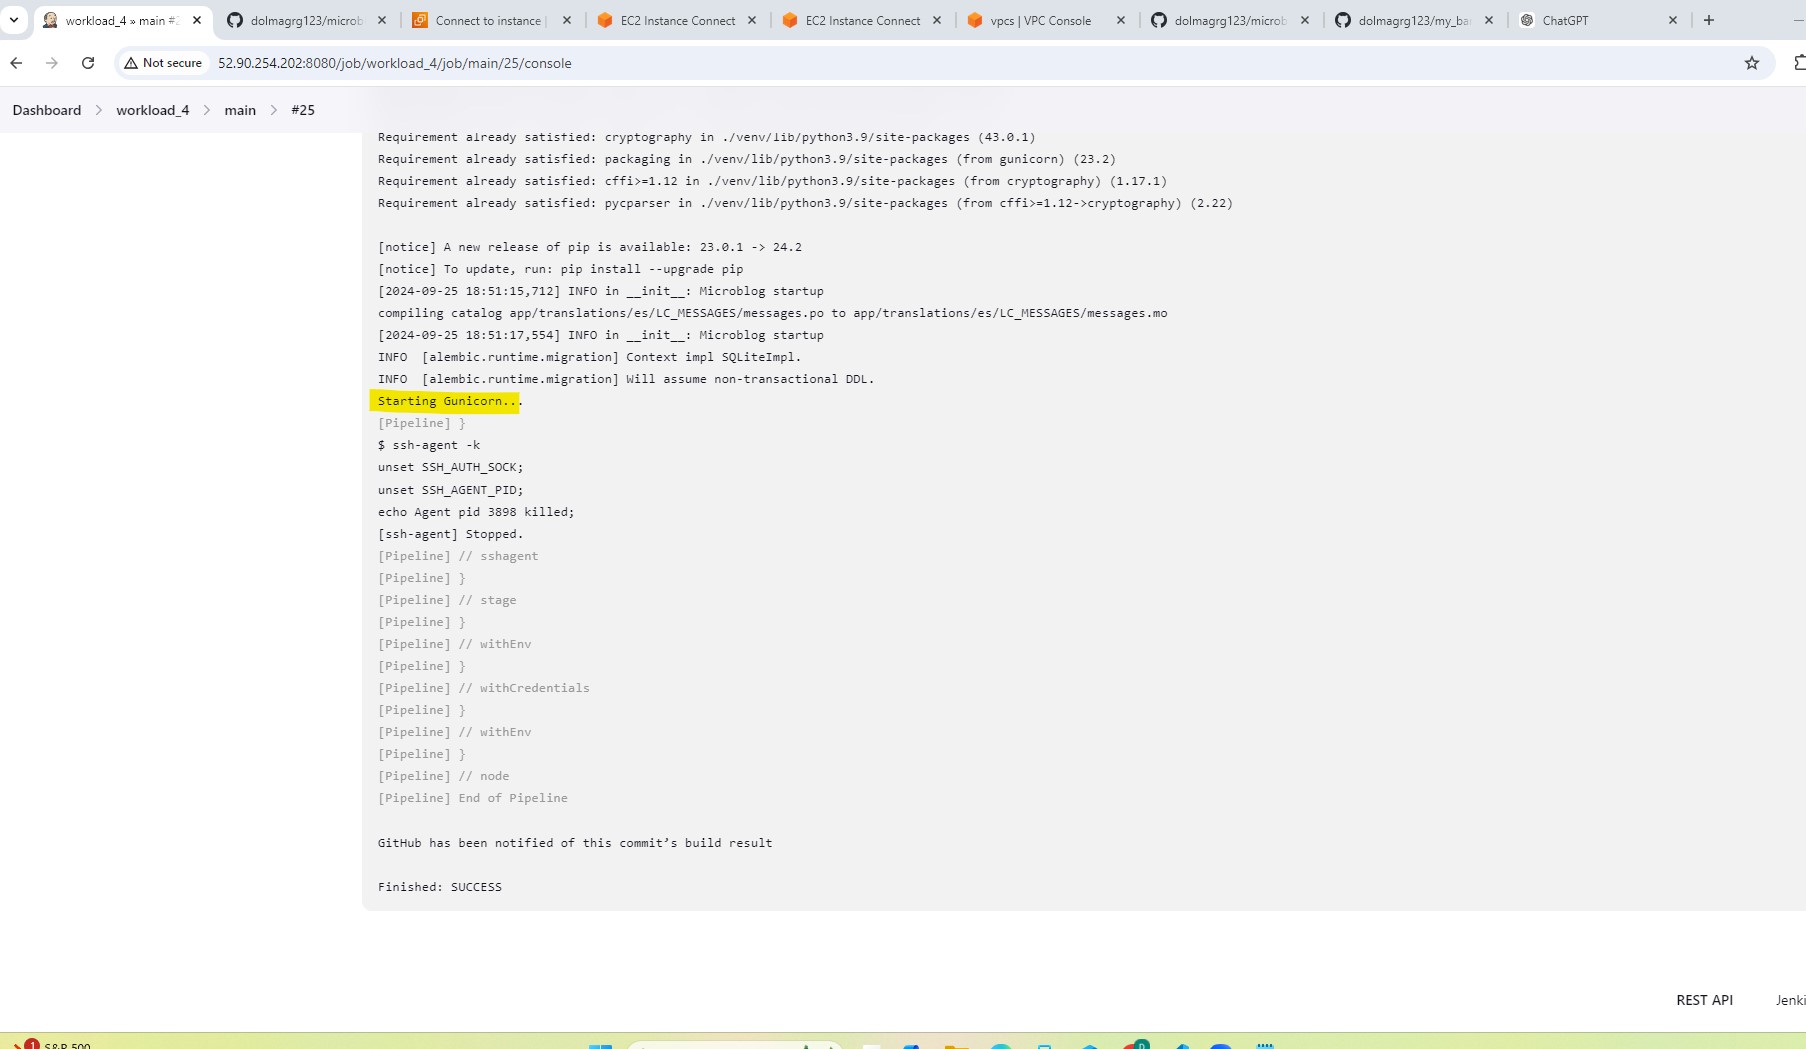 workload_4 » main #2
dolmagrg123/microb
Connect to instance |
EC2 Instance Connect
EC2 Instance Connect
vpcs | VPC Console
dolmagrg123/microb
dolmagrg123/my_ba
ChatGPT
Not secure
52.90.254.202:8080/job/workload_4/job/main/25/console
Dashboard > workload_4 > main > #25
Requirement already satisfied: cryptography in ./venv/lib/python3.9/site-packages (43.0.1)
Requirement already satisfied: packaging in ./venv/lib/python3.9/site-packages (from gunicorn) (23.2)
Requirement already satisfied: cffi>=1.12 in ./venv/lib/python3.9/site-packages (from cryptography) (1.17.1)
Requirement already satisfied: pycparser in ./venv/lib/python3.9/site-packages (from cffi>=1.12->cryptography) (2.22)
[notice] A new release of pip is available: 23.0.1 -> 24.2
[notice] To update, run: pip install --upgrade pip
[2024-09-25 18:51:15,712] INFO in __init__: Microblog startup
compiling catalog app/translations/es/LC_MESSAGES/messages.po to app/translations/es/LC_MESSAGES/messages.mo
[2024-09-25 18:51:17,554] INFO in __init__: Microblog startup
INFO  [alembic.runtime.migration] Context impl SQLiteImpl.
INFO  [alembic.runtime.migration] Will assume non-transactional DDL.
Starting Gunicorn...
[Pipeline] }
$ ssh-agent -k
unset SSH_AUTH_SOCK;
unset SSH_AGENT_PID;
echo Agent pid 3898 killed;
[ssh-agent] Stopped.
[Pipeline] // sshagent
[Pipeline] }
[Pipeline] // stage
[Pipeline] }
[Pipeline] // withEnv
[Pipeline] }
[Pipeline] // withCredentials
[Pipeline] }
[Pipeline] // withEnv
[Pipeline] }
[Pipeline] // node
[Pipeline] End of Pipeline
GitHub has been notified of this commit’s build result
Finished: SUCCESS
REST API
Jenki
1
S&P 500